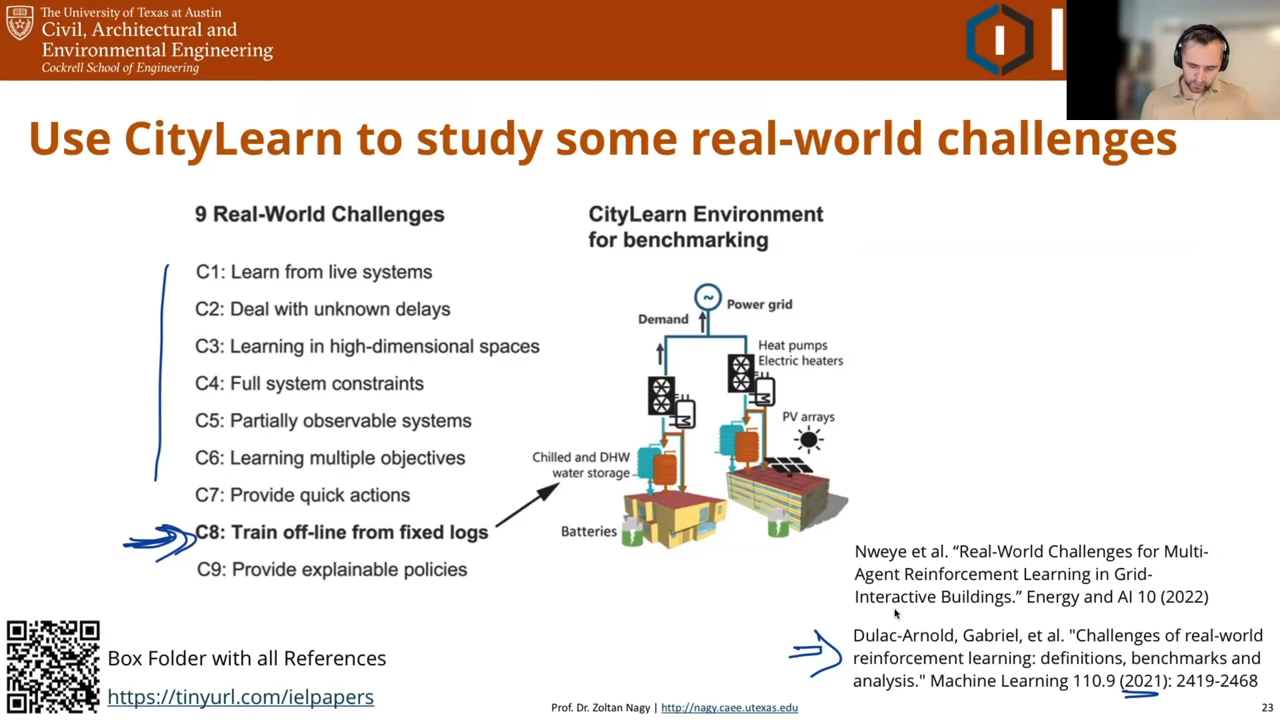 The University of Texas at Austin
Civil, Architectural and
Environmental Engineering
Cockrell School of Engineering
Use CityLearn to study some real-world challenges
9 Real-World Challenges
C1: Learn from live systems
C2: Deal with unknown delays
C3: Learning in high-dimensional spaces
C4: Full system constraints
C5: Partially observable systems
C6: Learning multiple objectives
C7: Provide quick actions
C8: Train off-line from fixed logs
C9: Provide explainable policies
CityLearn Environment
for benchmarking
Power grid
Demand
Heat pumps
Electric heaters
PV arrays
Chilled and DHW
water storage
Batteries
Nweye et al. “Real-World Challenges for Multi-
Agent Reinforcement Learning in Grid-
Interactive Buildings.” Energy and AI 10 (2022)
Dulac-Arnold, Gabriel, et al. "Challenges of real-world
reinforcement learning: definitions, benchmarks and
analysis." Machine Learning 110.9 (2021): 2419-2468
Box Folder with all References
https://tinyurl.com/ielpapers
Prof. Dr. Zoltan Nagy | http://nagy.caee.utexas.edu
23